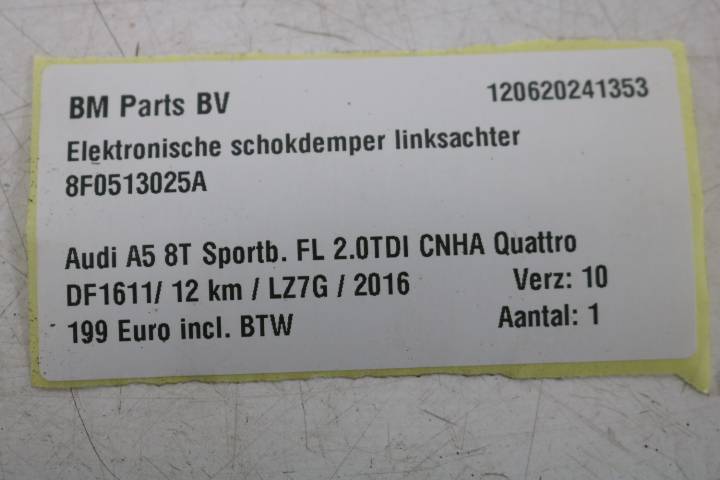 BM Parts BV 120620241353
Elektronische schokdemper linksachter
8F0513025A
Audi A5 8T Sportb. FL 2.0TDI CNHA Quattro
DF1611/ 12 km / LZ7G / 2016 Verz: 10
199 Euro incl. BTW Aantal: 1